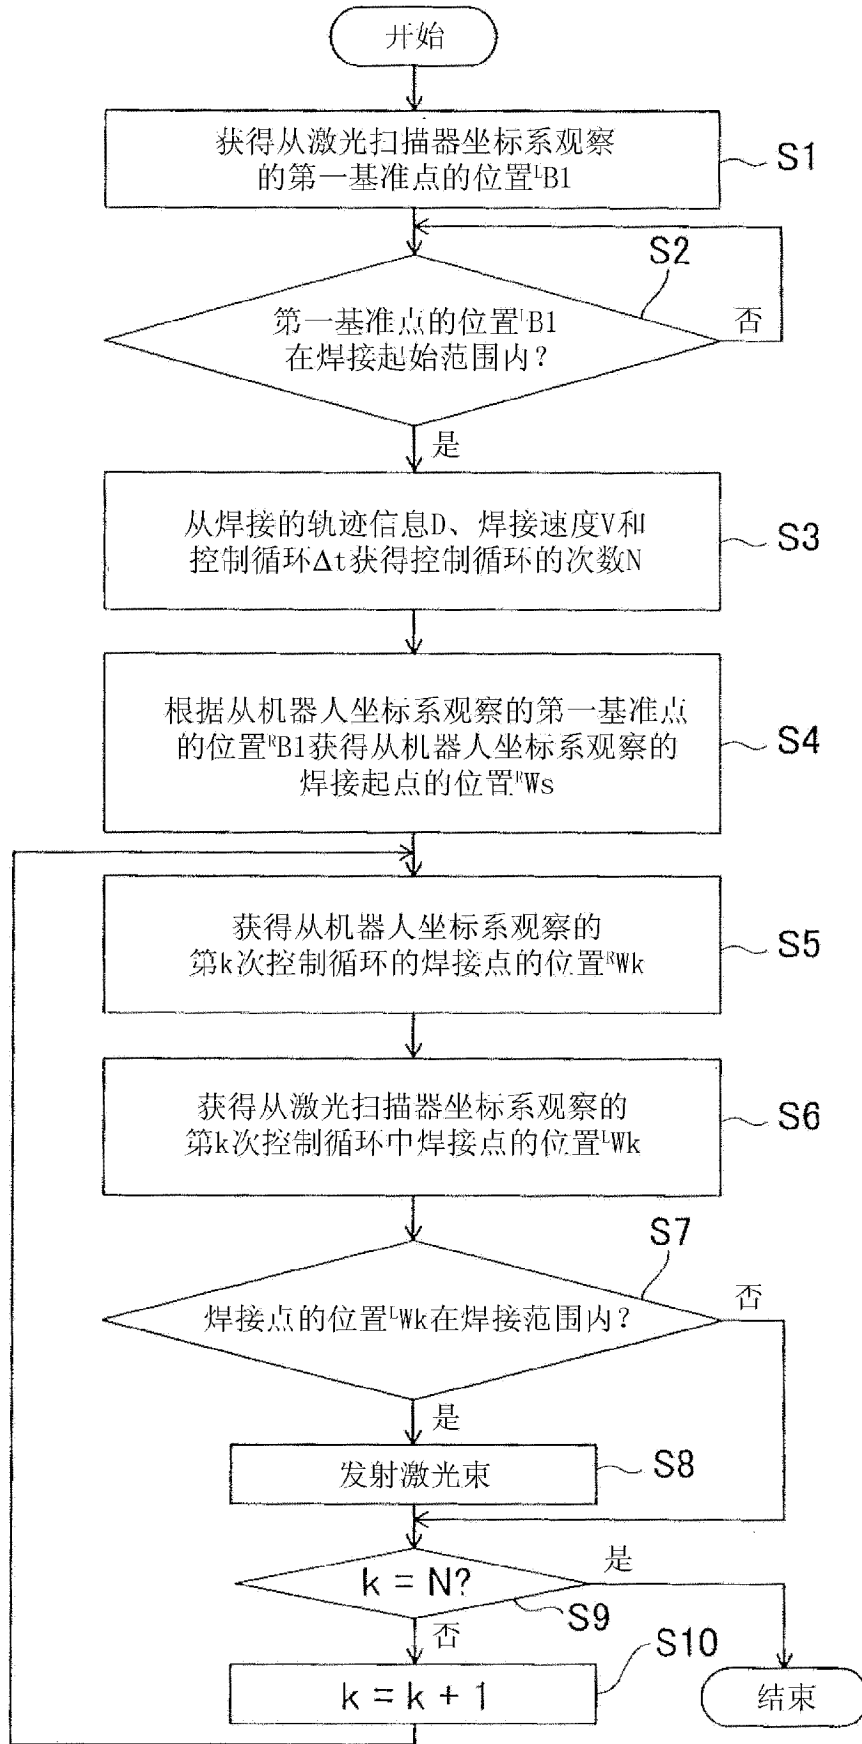 开始
获得从激光扫描器坐标系观察
的第一基准点的位置ᴸB1
S1
S2
第一基准点的位置ᴸB1
在焊接起始范围内？
否
是
从焊接的轨迹信息D、焊接速度V和
控制循环Δt获得控制循环的次数N
S3
根据从机器人坐标系观察的第一基准点
的位置ᴿB1获得从机器人坐标系观察的
焊接起点的位置ᴿWs
S4
获得从机器人坐标系观察的
第k次控制循环的焊接点的位置ᴿWk
S5
获得从激光扫描器坐标系观察的
第k次控制循环中焊接点的位置ᴸWk
S6
S7
焊接点的位置ᴸWk在焊接范围内？
否
是
发射激光束
S8
k = N?
是
S9
否
S10
k = k + 1
结束